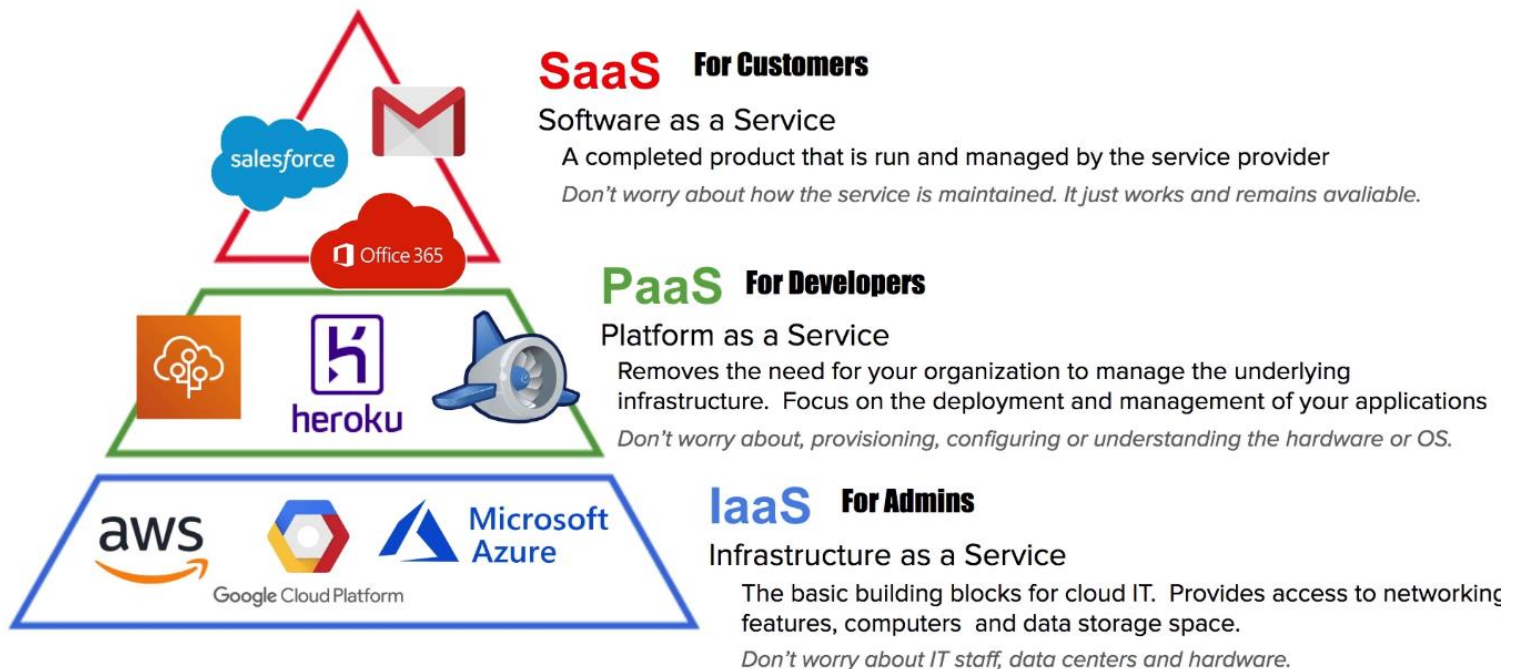 SaaS For Customers
Software as a Service
A completed product that is run and managed by the service provider
Don't worry about how the service is maintained. It just works and remains avaliable.
salesforce
Office 365
PaaS For Developers
Platform as a Service
Removes the need for your organization to manage the underlying
infrastructure. Focus on the deployment and management of your applications
Don't worry about, provisioning, configuring or understanding the hardware or OS.
heroku
IaaS For Admins
Infrastructure as a Service
The basic building blocks for cloud IT. Provides access to networking
features, computers and data storage space.
Don't worry about IT staff, data centers and hardware.
aws
Google Cloud Platform
Microsoft
Azure